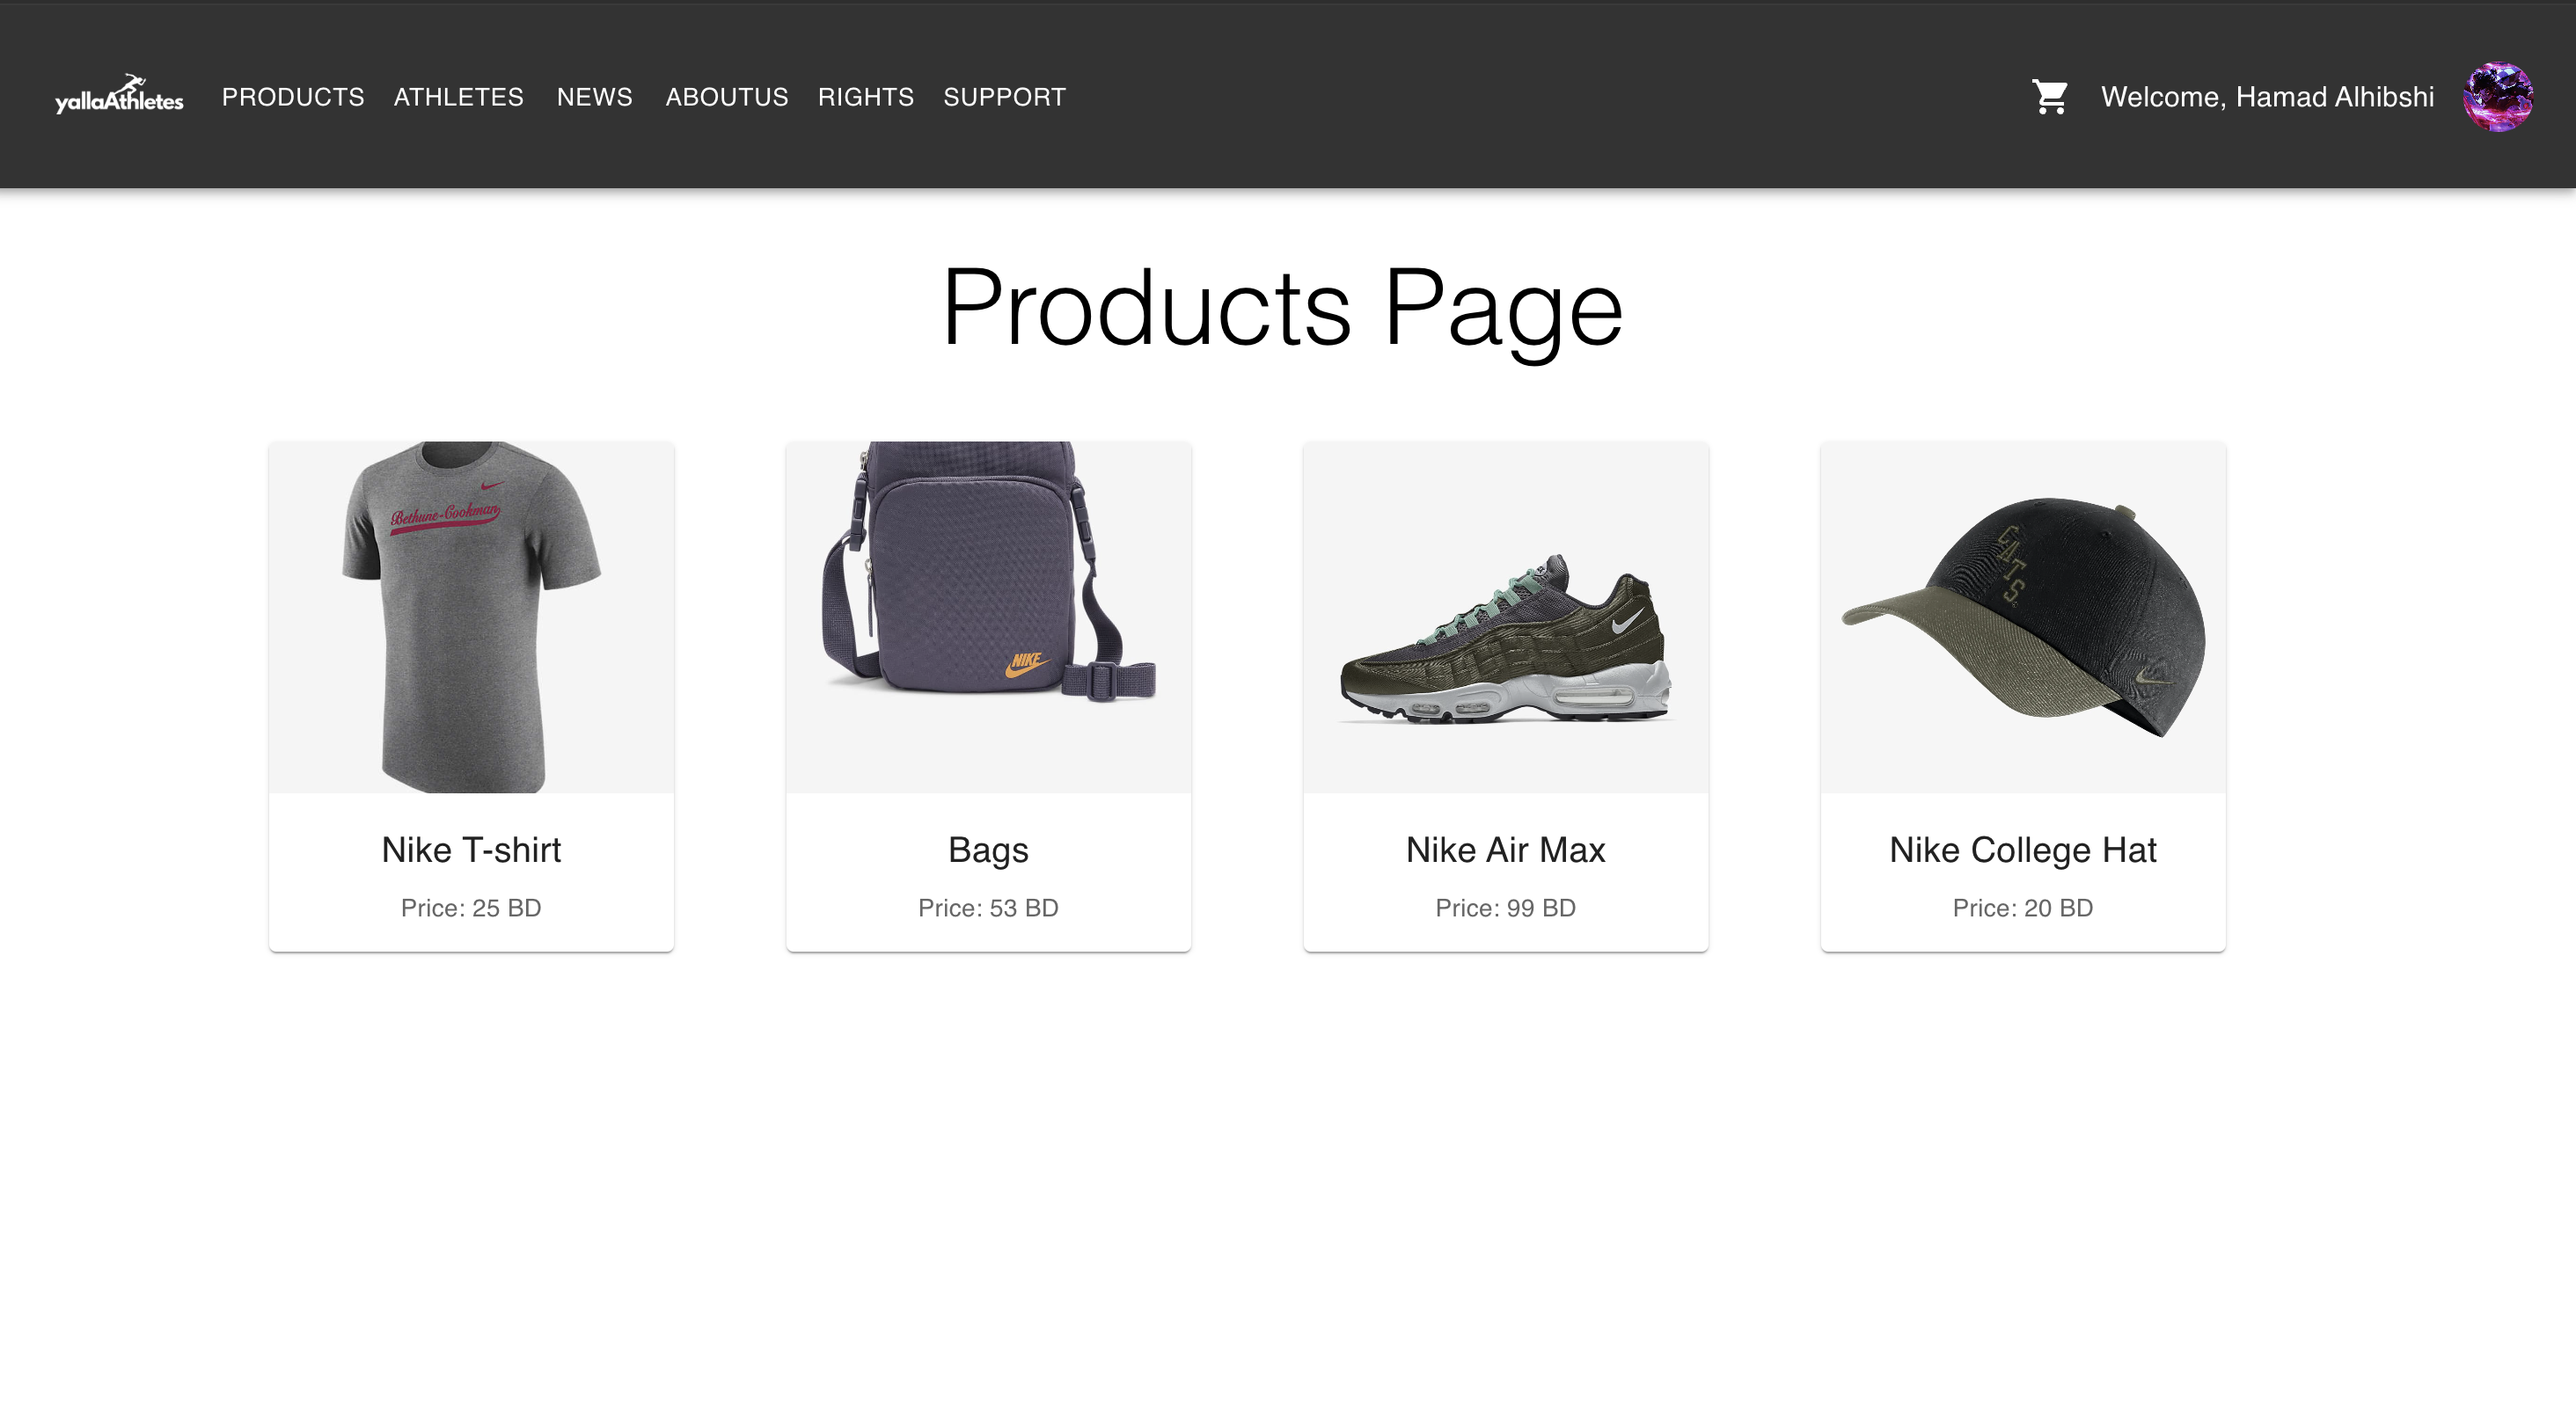 yallaAthletes PRODUCTS ATHLETES NEWS ABOUTUS RIGHTS SUPPORT Welcome, Hamad Alhibshi
Products Page
Bethune-Cookman
NIKE
CATS
Nike T-shirt
Price: 25 BD
Bags
Price: 53 BD
Nike Air Max
Price: 99 BD
Nike College Hat
Price: 20 BD